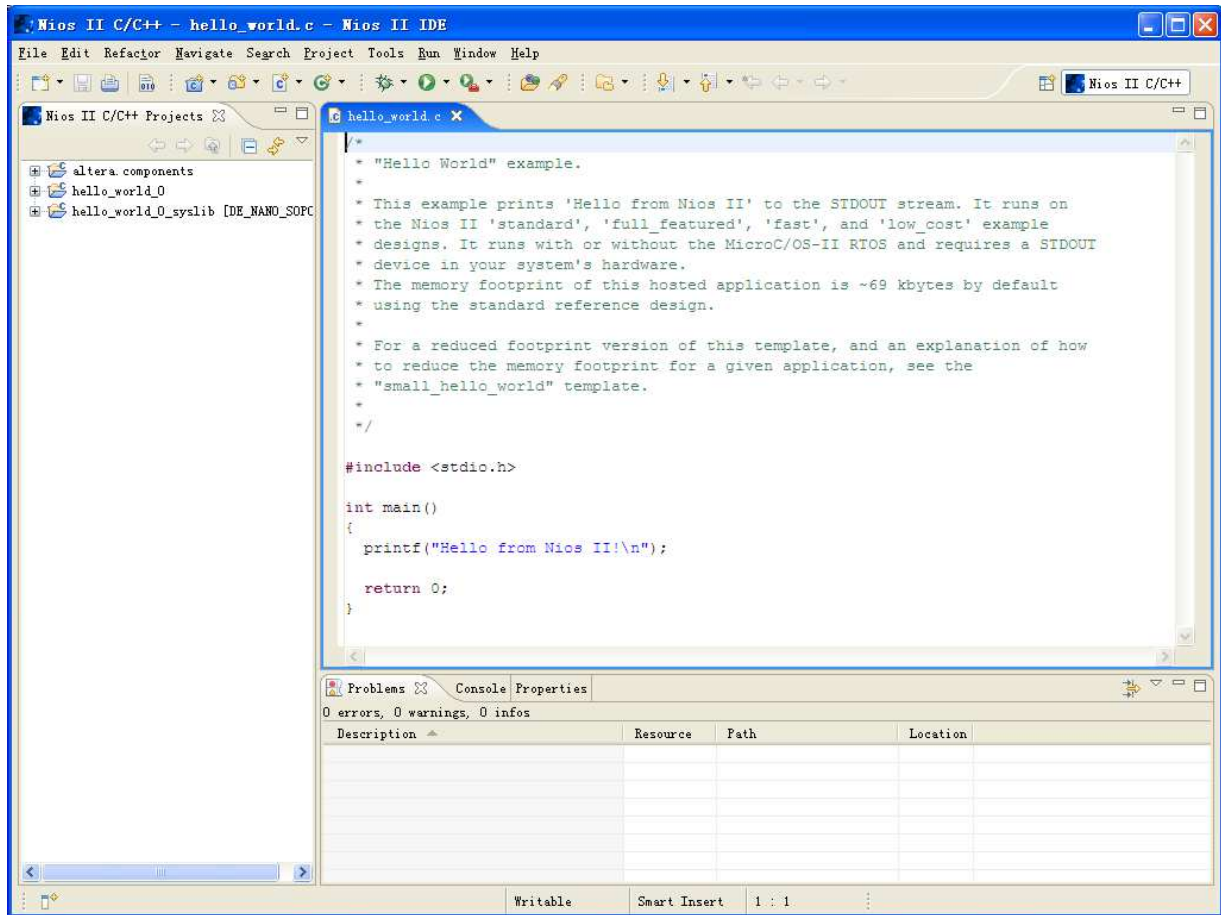 Nios II C/C++ - hello_world.c - Nios II IDE
File Edit Refactor Navigate Search Project Tools Run Window Help
Nios II C/C++
Nios II C/C++ Projects
altera.components
hello_world_0
hello_world_0_syslib [DE_NANO_SOPC
hello_world.c
/*
 * "Hello World" example.
 *
 * This example prints 'Hello from Nios II' to the STDOUT stream. It runs on
 * the Nios II 'standard', 'full_featured', 'fast', and 'low_cost' example
 * designs. It runs with or without the MicroC/OS-II RTOS and requires a STDOUT
 * device in your system's hardware.
 * The memory footprint of this hosted application is ~69 kbytes by default
 * using the standard reference design.
 *
 * For a reduced footprint version of this template, and an explanation of how
 * to reduce the memory footprint for a given application, see the
 * "small_hello_world" template.
 *
 */
#include <stdio.h>
int main()
{
  printf("Hello from Nios II!\n");
  return 0;
}
Problems Console Properties
0 errors, 0 warnings, 0 infos
Description Resource Path Location
Writable Smart Insert 1 : 1